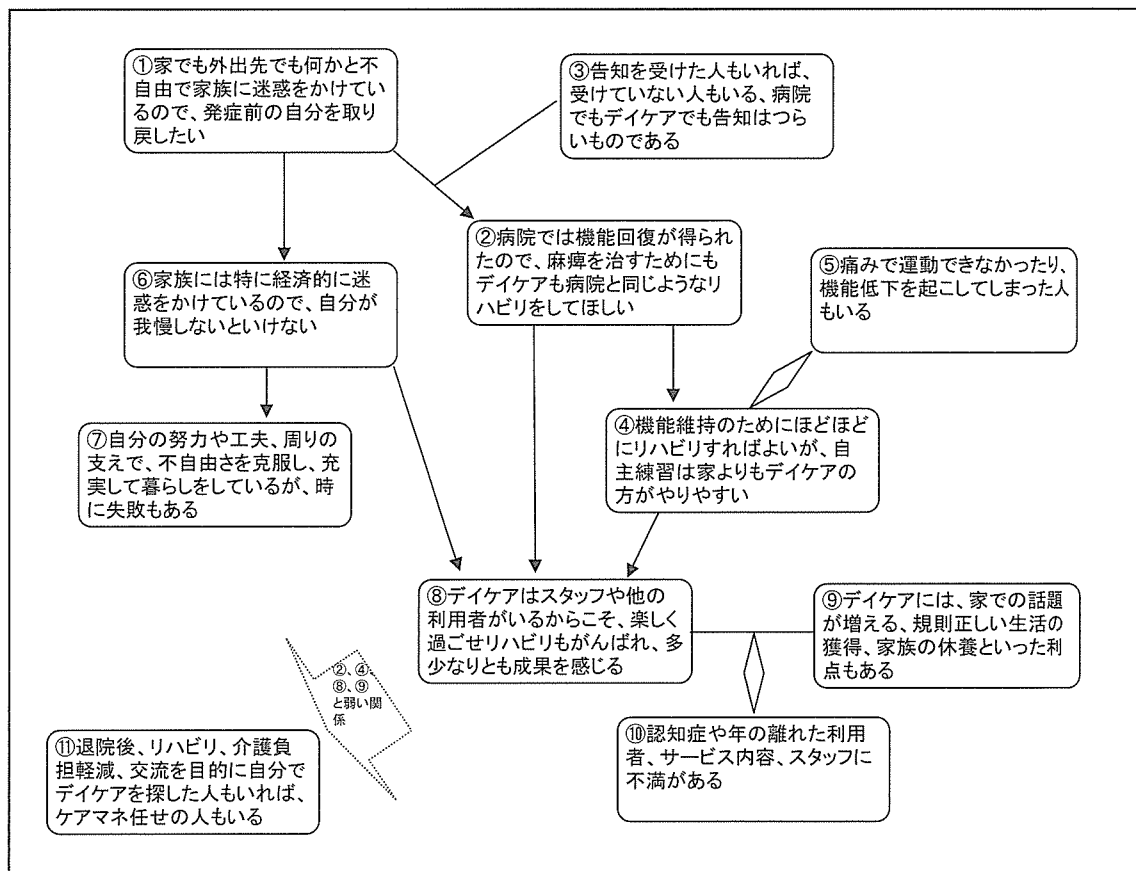 ①家でも外出先でも何かと不
自由で家族に迷惑をかけてい
るので、発症前の自分を取り
戻したい
③告知を受けた人もいれば、
受けていない人もいる、病院
でもデイケアでも告知はつら
いものである
②病院では機能回復が得られ
たので、麻痺を治すためにも
デイケアも病院と同じようなリ
ハビリをしてほしい
⑤痛みで運動できなかったり、
機能低下を起こしてしまった人
もいる
⑥家族には特に経済的に迷
惑をかけているので、自分が
我慢しないといけない
④機能維持のためにほどほど
にリハビリすればよいが、自
主練習は家よりもデイケアの
方がやりやすい
⑦自分の努力や工夫、周りの
支えで、不自由さを克服し、充
実して暮らしをしているが、時
に失敗もある
⑧デイケアはスタッフや他の
利用者がいるからこそ、楽しく
過ごせリハビリもがんばれ、多
少なりとも成果を感じる
⑨デイケアには、家での話題
が増える、規則正しい生活の
獲得、家族の休養といった利
点もある
②、④、
⑧、⑨
と弱い関
係
⑩認知症や年の離れた利用
者、サービス内容、スタッフに
不満がある
⑪退院後、リハビリ、介護負
担軽減、交流を目的に自分で
デイケアを探した人もいれば、
ケアマネ任せの人もいる